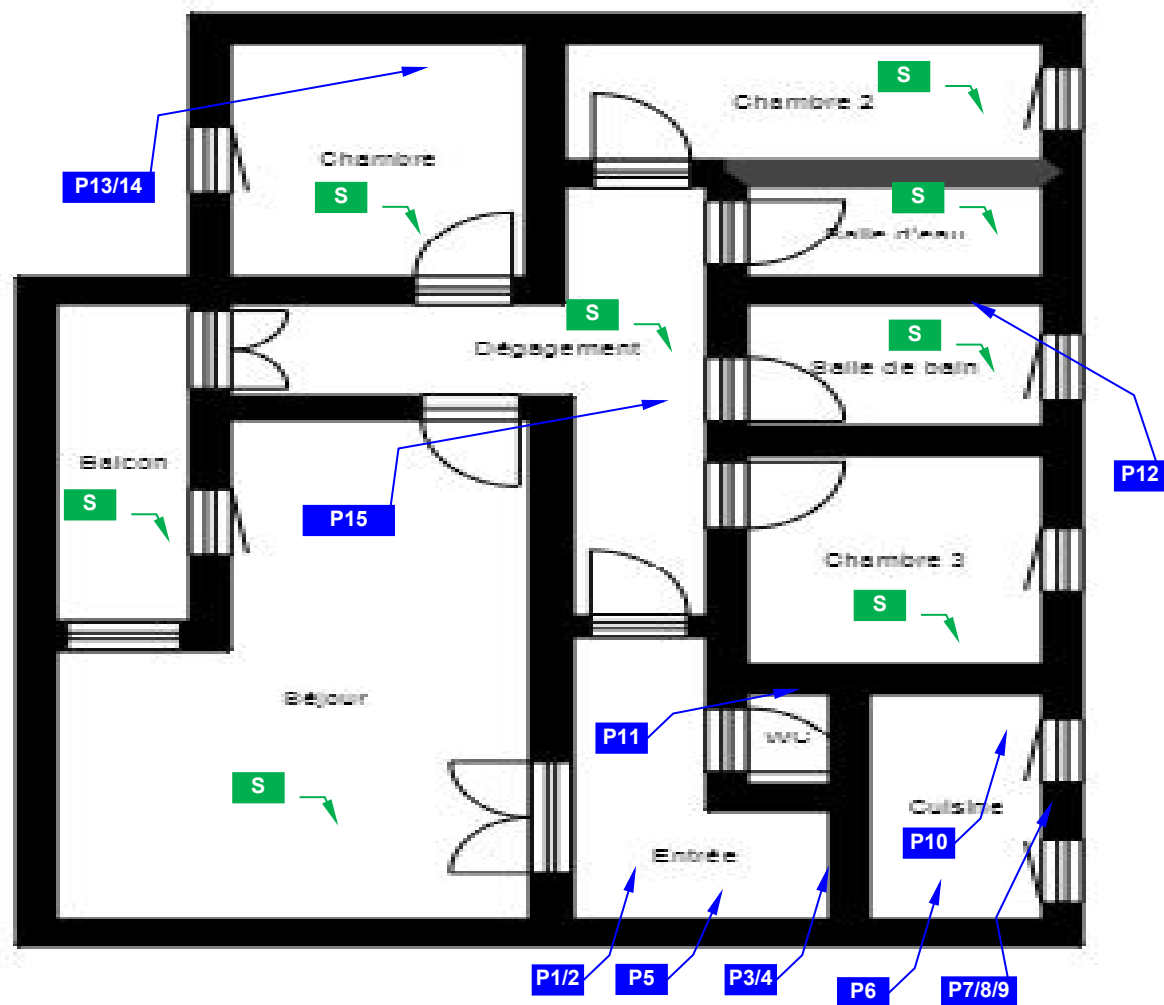 S
Chambre 2
Chambre
P13/14
S
S
Salle d'eau
S
Dégagement
S
Salle de bain
Balcon
P12
S
P15
Chambre 3
S
Séjour
P11
WC
S
Cuisine
P10
Entrée
P1/2
P5
P3/4
P6
P7/8/9